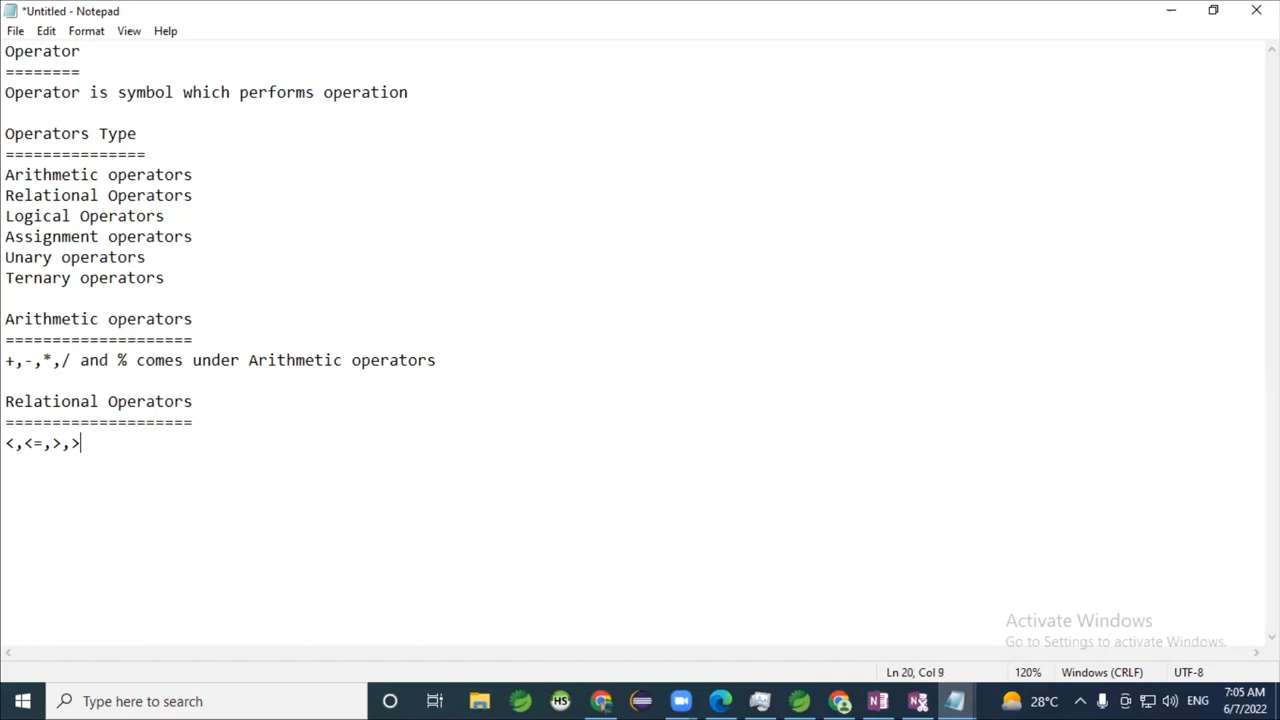 *Untitled - Notepad
File Edit Format View Help
Operator
========
Operator is symbol which performs operation
Operators Type
===============
Arithmetic operators
Relational Operators
Logical Operators
Assignment operators
Unary operators
Ternary operators
Arithmetic operators
====================
+,-,*,/ and % comes under Arithmetic operators
Relational Operators
====================
<,<=,>,>
Activate Windows
Go to Settings to activate Windows.
Ln 20, Col 9 120% Windows (CRLF) UTF-8
Type here to search HS 28°C ENG 7:05 AM
6/7/2022